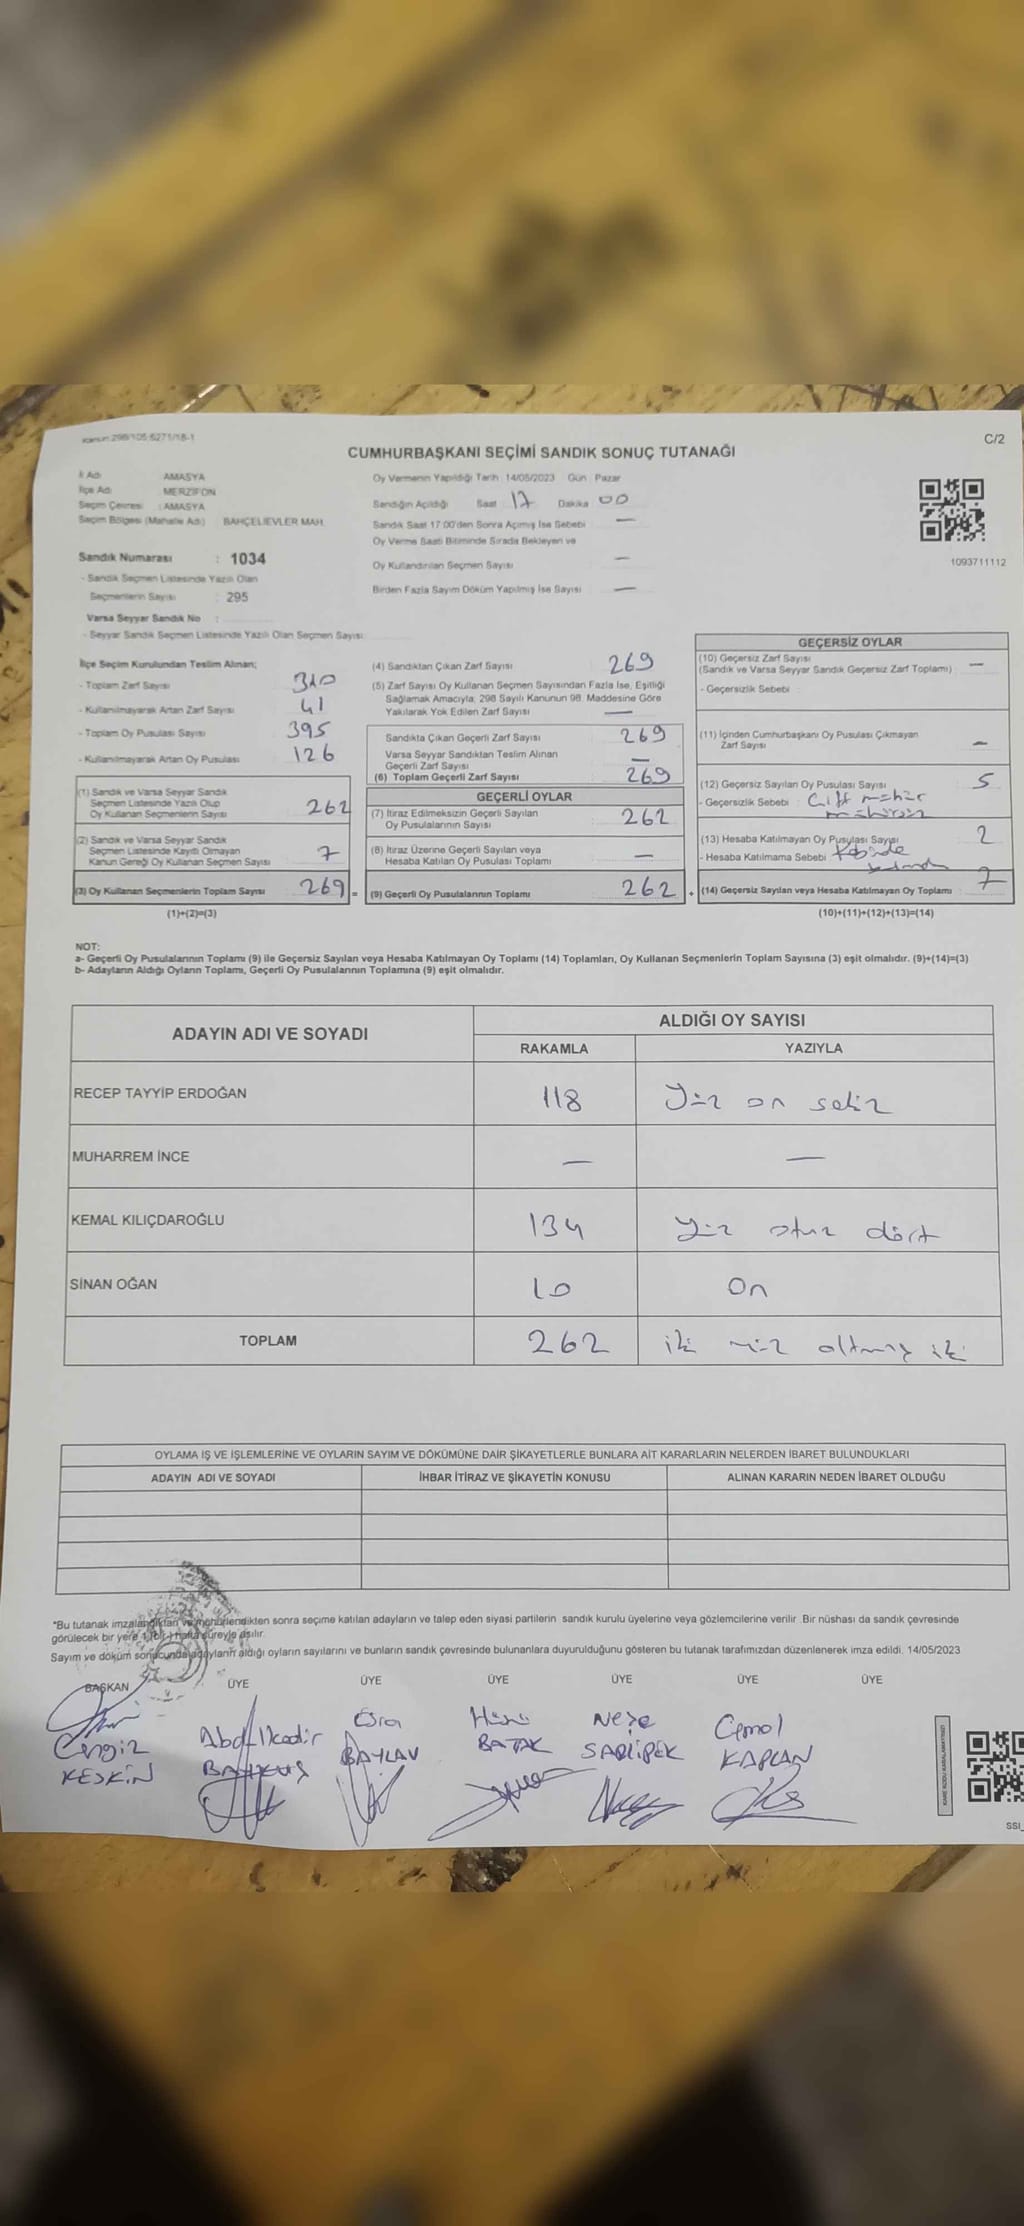 Kanun:298/105;6271/18-1
C/2
CUMHURBAŞKANI SEÇİMİ SANDIK SONUÇ TUTANAĞI
İl Adı : AMASYA
İlçe Adı : MERZİFON
Seçim Çevresi : AMASYA
Seçim Bölgesi (Mahalle Adı) : BAHÇELİEVLER MAH.
Sandık Numarası : 1034
- Sandık Seçmen Listesinde Yazılı Olan
Seçmenlerin Sayısı : 295
Varsa Seyyar Sandık No :
- Seyyar Sandık Seçmen Listesinde Yazılı Olan Seçmen Sayısı:
Oy Vermenin Yapıldığı Tarih : 14/05/2023 Gün : Pazar
Sandığın Açıldığı Saat 17 Dakika 00
Sandık Saat 17:00'den Sonra Açılmış İse Sebebi —
Oy Verme Saati Bitiminde Sırada Bekleyen ve
Oy Kullandırılan Seçmen Sayısı —
Birden Fazla Sayım Döküm Yapılmış İse Sayısı —
1093711112
İlçe Seçim Kurulundan Teslim Alınan;
- Toplam Zarf Sayısı 310
- Kullanılmayarak Artan Zarf Sayısı 41
- Toplam Oy Pusulası Sayısı 395
- Kullanılmayarak Artan Oy Pusulası 126
(1) Sandık ve Varsa Seyyar Sandık
Seçmen Listesinde Yazılı Olup
Oy Kullanan Seçmenlerin Sayısı 262
(2) Sandık ve Varsa Seyyar Sandık
Seçmen Listesinde Kayıtlı Olmayan
Kanun Gereği Oy Kullanan Seçmen Sayısı 7
(3) Oy Kullanan Seçmenlerin Toplam Sayısı 269 =
(1)+(2)=(3)
(4) Sandıktan Çıkan Zarf Sayısı 269
(5) Zarf Sayısı Oy Kullanan Seçmen Sayısından Fazla İse, Eşitliği
Sağlamak Amacıyla, 298 Sayılı Kanunun 98. Maddesine Göre
Yakılarak Yok Edilen Zarf Sayısı —
Sandıkta Çıkan Geçerli Zarf Sayısı 269
Varsa Seyyar Sandıktan Teslim Alınan
Geçerli Zarf Sayısı —
(6) Toplam Geçerli Zarf Sayısı 269
GEÇERLİ OYLAR
(7) İtiraz Edilmeksizin Geçerli Sayılan
Oy Pusulalarının Sayısı 262
(8) İtiraz Üzerine Geçerli Sayılan veya
Hesaba Katılan Oy Pusulası Toplamı —
(9) Geçerli Oy Pusulalarının Toplamı 262 +
GEÇERSİZ OYLAR
(10) Geçersiz Zarf Sayısı
(Sandık ve Varsa Seyyar Sandık Geçersiz Zarf Toplamı) —
- Geçersizlik Sebebi :
(11) İçinden Cumhurbaşkanı Oy Pusulası Çıkmayan
Zarf Sayısı —
(12) Geçersiz Sayılan Oy Pusulası Sayısı 5
- Geçersizlik Sebebi : Çift mühür
(13) Hesaba Katılmayan Oy Pusulası Sayısı 2
- Hesaba Katılmama Sebebi
(14) Geçersiz Sayılan veya Hesaba Katılmayan Oy Toplamı 7
(10)+(11)+(12)+(13)=(14)
NOT:
a- Geçerli Oy Pusulalarının Toplamı (9) ile Geçersiz Sayılan veya Hesaba Katılmayan Oy Toplamı (14) Toplamları, Oy Kullanan Seçmenlerin Toplam Sayısına (3) eşit olmalıdır. (9)+(14)=(3)
b- Adayların Aldığı Oyların Toplamı, Geçerli Oy Pusulalarının Toplamına (9) eşit olmalıdır.
ADAYIN ADI VE SOYADI
ALDIĞI OY SAYISI
RAKAMLA YAZIYLA
RECEP TAYYİP ERDOĞAN 118 Yüz on sekiz
MUHARREM İNCE — —
KEMAL KILIÇDAROĞLU 134 Yüz otuz dört
SİNAN OĞAN 10 On
TOPLAM 262 iki yüz altmış iki
OYLAMA İŞ VE İŞLEMLERİNE VE OYLARIN SAYIM VE DÖKÜMÜNE DAİR ŞİKAYETLERLE BUNLARA AİT KARARLARIN NELERDEN İBARET BULUNDUKLARI
ADAYIN ADI VE SOYADI İHBAR İTİRAZ VE ŞİKAYETİN KONUSU ALINAN KARARIN NEDEN İBARET OLDUĞU
*Bu tutanak imzalandıktan ve mühürlendikten sonra seçime katılan adayların ve talep eden siyasi partilerin sandık kurulu üyelerine veya gözlemcilerine verilir. Bir nüshası da sandık çevresinde
görülecek bir yere 1 (bir) hafta süreyle asılır.
Sayım ve döküm sonucunda adayların aldığı oyların sayılarını ve bunların sandık çevresinde bulunanlara duyurulduğunu gösteren bu tutanak tarafımızdan düzenlenerek imza edildi. 14/05/2023
BAŞKAN ÜYE ÜYE ÜYE ÜYE ÜYE ÜYE
Cengiz Abdulkadir Esra Hüsnü Neşe Cemal
KESKİN BAYKUŞ BAYLAV BATAK SARIİPEK KAPLAN
KARE KODU KARALAMAYINIZ
SSI_